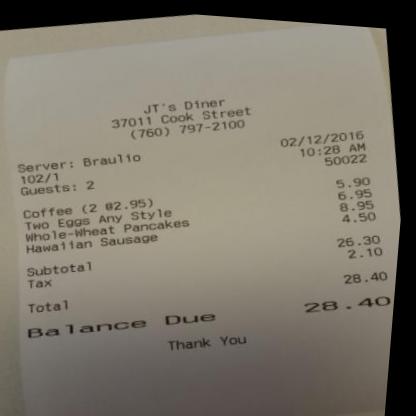 JT's Diner
37011 Cook Street
(760) 797-2100
02/12/2016
Server: Braulio 10:28 AM
102/1 50022
Guests: 2
Coffee (2 @2.95) 5.90
Two Eggs Any Style 6.95
Whole-Wheat Pancakes 8.95
Hawaiian Sausage 4.50
Subtotal 26.30
Tax 2.10
Total 28.40
Balance Due 28.40
Thank You